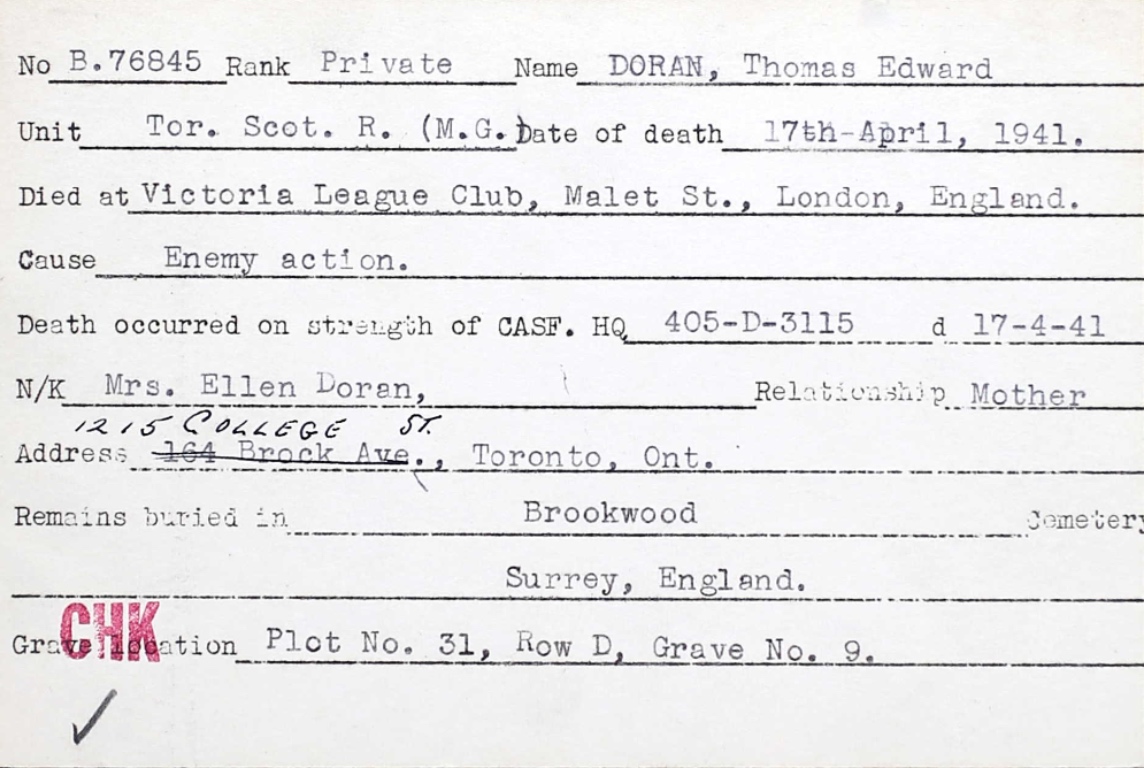 No B.76845 Rank Private Name DORAN, Thomas Edward
Unit Tor. Scot. R. (M.G.) Date of death 17th-April, 1941.
Died at Victoria League Club, Malet St., London, England.
Cause Enemy action.
Death occurred on strength of CASF. HQ 405-D-3115 d 17-4-41
N/K Mrs. Ellen Doran, Relationship Mother
1215 COLLEGE ST.
Address 164 Brock Ave., Toronto, Ont.
Remains buried in Brookwood Cemetery
Surrey, England.
CHK
Grave location Plot No. 31, Row D, Grave No. 9.